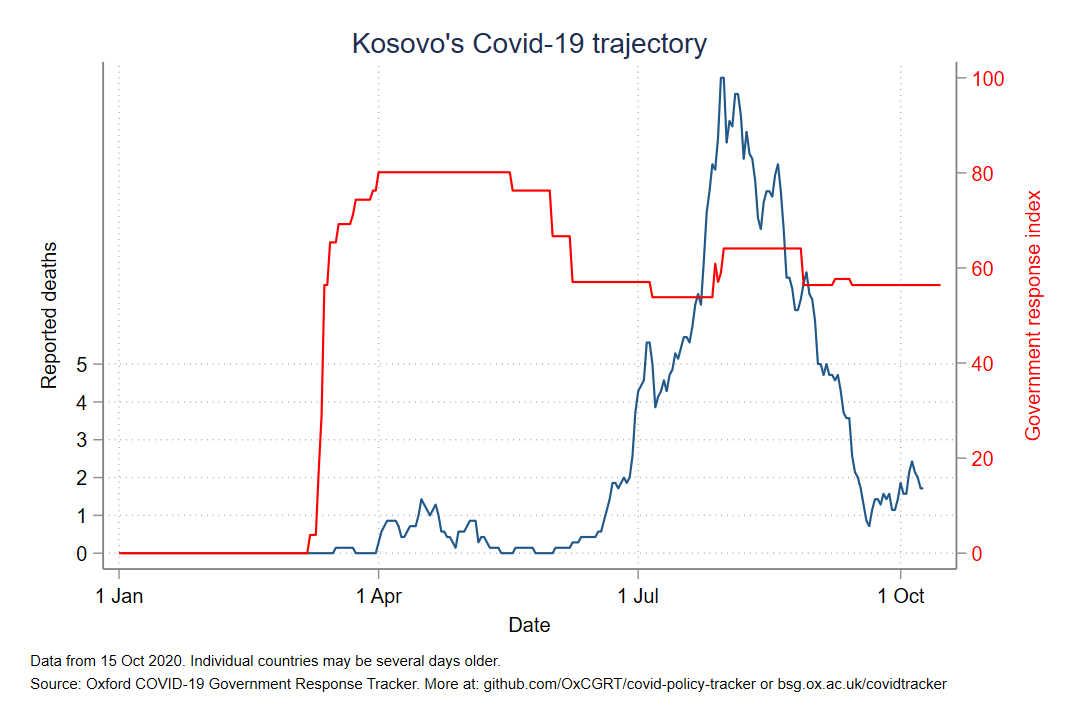 Kosovo's Covid-19 trajectory
Reported deaths
5
4
3
2
1
0
100
80
60
40
20
0
Government response index
1 Jan
1 Apr
1 Jul
1 Oct
Date
Data from 15 Oct 2020. Individual countries may be several days older.
Source: Oxford COVID-19 Government Response Tracker. More at: github.com/OxCGRT/covid-policy-tracker or bsg.ox.ac.uk/covidtracker